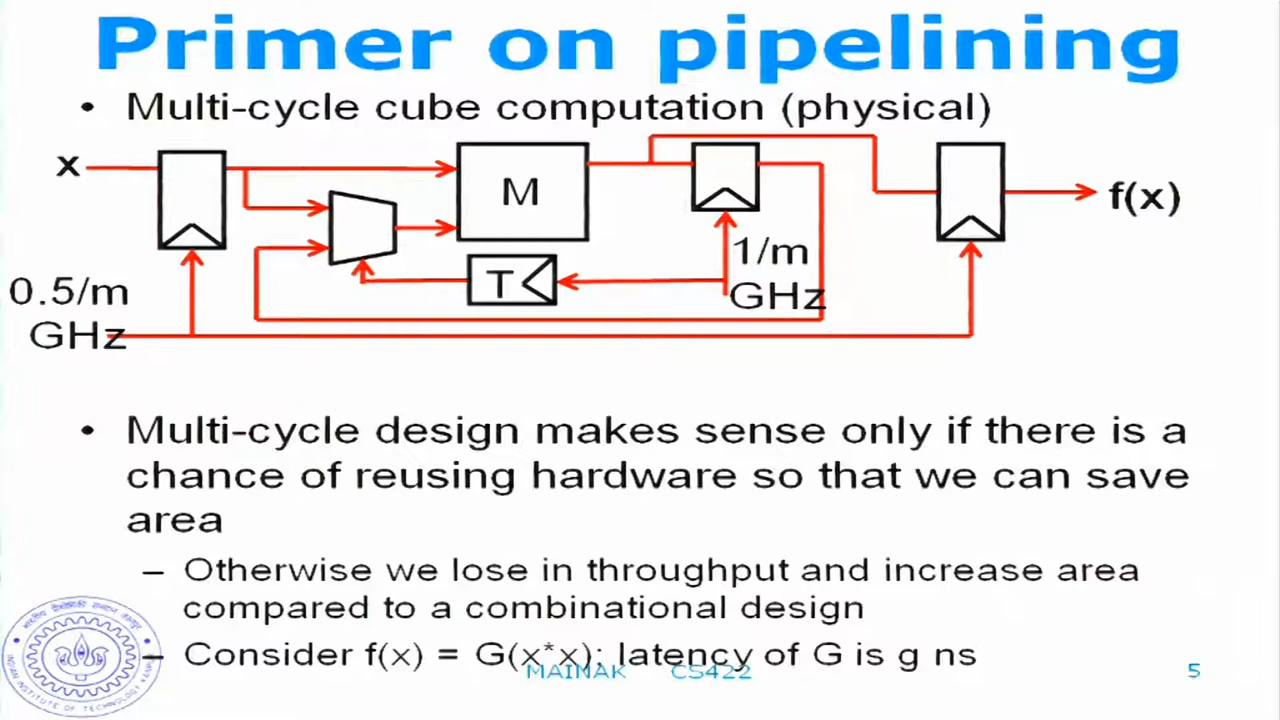 Primer on pipelining
• Multi-cycle cube computation (physical)
x
M
f(x)
1/m
GHz
T
0.5/m
GHz
• Multi-cycle design makes sense only if there is a
chance of reusing hardware so that we can save
area
– Otherwise we lose in throughput and increase area
compared to a combinational design
– Consider f(x) = G(x*x); latency of G is g ns
MAINAK CS422
5